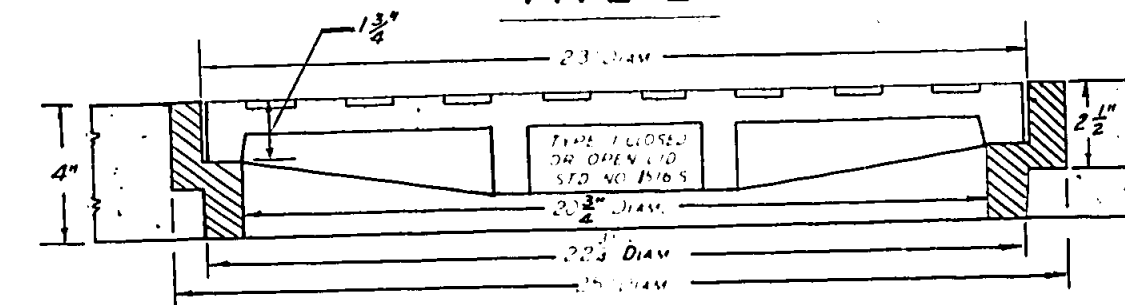 1 3/4"
23" DIAM
2 1/2"
4"
TYPE 1 CLOSED
OR OPEN LID
STD NO 1516 S
20 3/4" DIAM
DIAM
DIAM